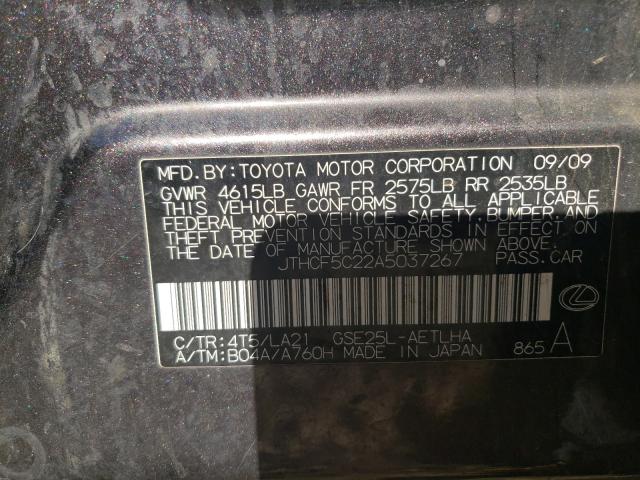 MFD. BY: TOYOTA MOTOR CORPORATION 09/09
GVWR 4615LB GAWR FR 2575LB RR 2535LB
THIS VEHICLE CONFORMS TO ALL APPLICABLE
FEDERAL MOTOR VEHICLE SAFETY, BUMPER, AND
THEFT PREVENTION STANDARDS IN EFFECT ON
THE DATE OF MANUFACTURE SHOWN ABOVE.
JTHCF5C22A5037267 PASS. CAR
C/TR: 4T5/LA21 GSE25L-AETLHA
A/TM: B04A/A760H MADE IN JAPAN 865 A